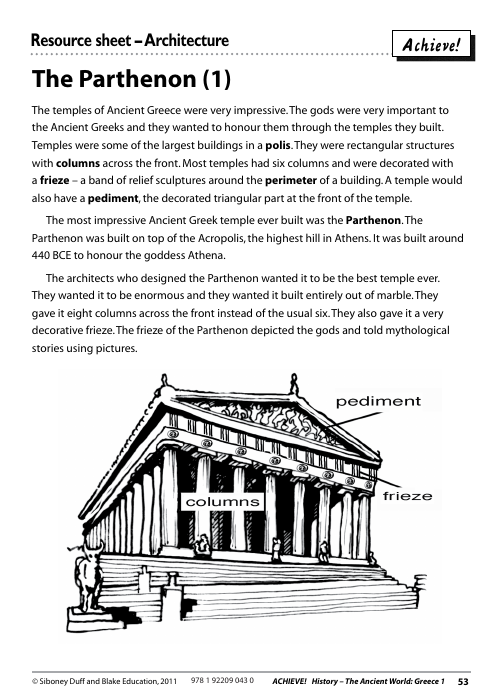 Resource sheet – Architecture
Achieve!
The Parthenon (1)
The temples of Ancient Greece were very impressive. The gods were very important to
the Ancient Greeks and they wanted to honour them through the temples they built.
Temples were some of the largest buildings in a polis. They were rectangular structures
with columns across the front. Most temples had six columns and were decorated with
a frieze – a band of relief sculptures around the perimeter of a building. A temple would
also have a pediment, the decorated triangular part at the front of the temple.
The most impressive Ancient Greek temple ever built was the Parthenon. The
Parthenon was built on top of the Acropolis, the highest hill in Athens. It was built around
440 BCE to honour the goddess Athena.
The architects who designed the Parthenon wanted it to be the best temple ever.
They wanted it to be enormous and they wanted it built entirely out of marble. They
gave it eight columns across the front instead of the usual six. They also gave it a very
decorative frieze. The frieze of the Parthenon depicted the gods and told mythological
stories using pictures.
pediment
frieze
columns
© Siboney Duff and Blake Education, 2011 978 1 92209 043 0 ACHIEVE! History – The Ancient World: Greece 1 53